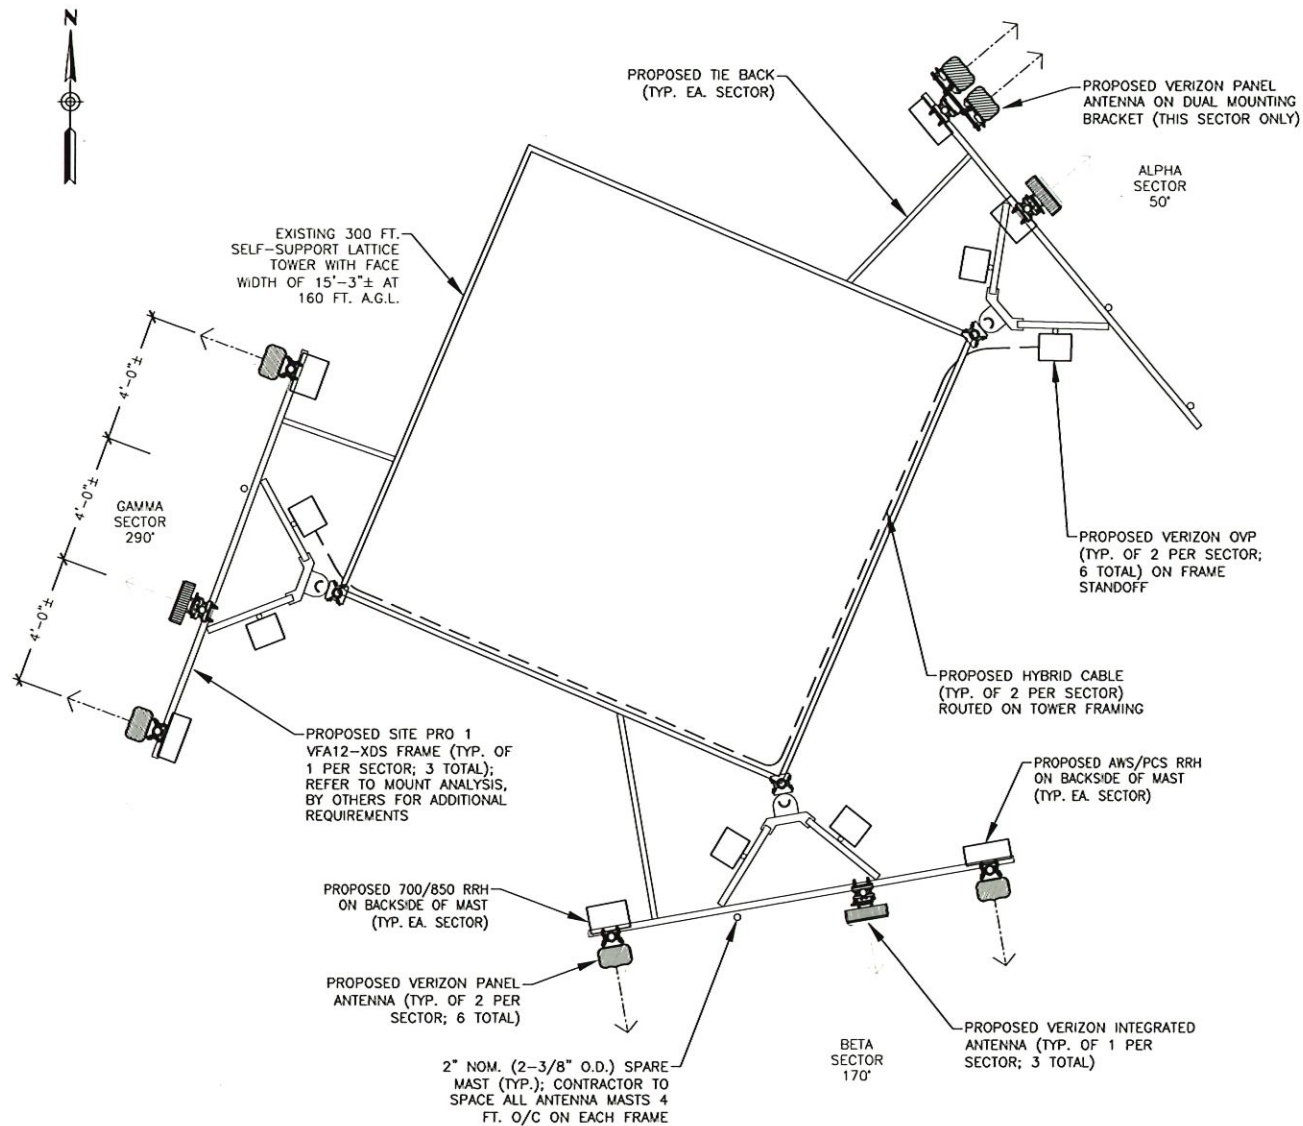 N
PROPOSED TIE BACK
(TYP. EA. SECTOR)
PROPOSED VERIZON PANEL
ANTENNA ON DUAL MOUNTING
BRACKET (THIS SECTOR ONLY)
ALPHA
SECTOR
50°
EXISTING 300 FT.
SELF-SUPPORT LATTICE
TOWER WITH FACE
WIDTH OF 15'-3"± AT
160 FT. A.G.L.
4'-0"±
4'-0"±
4'-0"±
GAMMA
SECTOR
290°
PROPOSED VERIZON OVP
(TYP. OF 2 PER SECTOR;
6 TOTAL) ON FRAME
STANDOFF
PROPOSED HYBRID CABLE
(TYP. OF 2 PER SECTOR)
ROUTED ON TOWER FRAMING
PROPOSED SITE PRO 1
VFA12-XDS FRAME (TYP. OF
1 PER SECTOR; 3 TOTAL);
REFER TO MOUNT ANALYSIS,
BY OTHERS FOR ADDITIONAL
REQUIREMENTS
PROPOSED AWS/PCS RRH
ON BACKSIDE OF MAST
(TYP. EA. SECTOR)
PROPOSED 700/850 RRH
ON BACKSIDE OF MAST
(TYP. EA. SECTOR)
PROPOSED VERIZON PANEL
ANTENNA (TYP. OF 2 PER
SECTOR; 6 TOTAL)
2" NOM. (2-3/8" O.D.) SPARE
MAST (TYP.); CONTRACTOR TO
SPACE ALL ANTENNA MASTS 4
FT. O/C ON EACH FRAME
BETA
SECTOR
170°
PROPOSED VERIZON INTEGRATED
ANTENNA (TYP. OF 1 PER
SECTOR; 3 TOTAL)